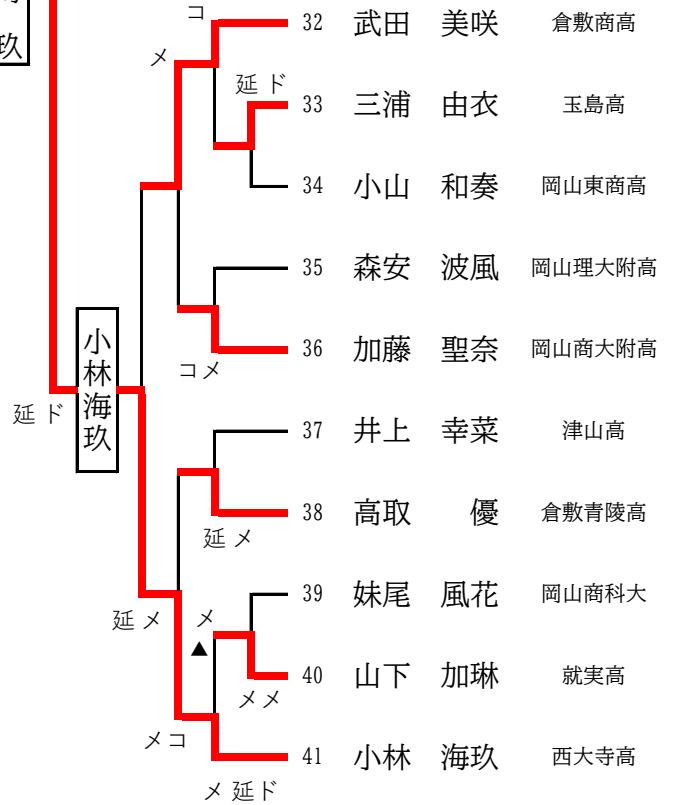 玖
コ
32 武田 美咲 倉敷商高
メ
延ド
33 三浦 由衣 玉島高
34 小山 和奏 岡山東商高
35 森安 波風 岡山理大附高
36 加藤 聖奈 岡山商大附高
コメ
小林海玖
延ド
37 井上 幸菜 津山高
38 高取 優 倉敷青陵高
延メ
39 妹尾 風花 岡山商科大
延メ
メ
▲
40 山下 加琳 就実高
メメ
メコ
41 小林 海玖 西大寺高
メ延ド